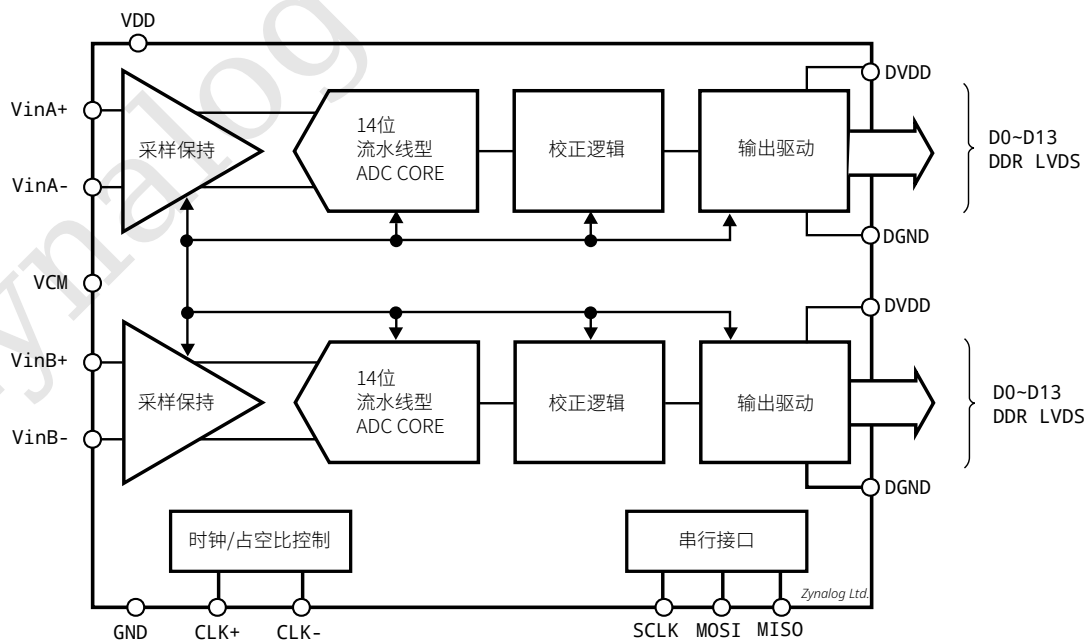 VDD
DVDD
VinA+
采样保持
14位
流水线型
ADC CORE
校正逻辑
输出驱动
D0~D13
DDR LVDS
VinA-
DGND
VCM
DVDD
VinB+
采样保持
14位
流水线型
ADC CORE
校正逻辑
输出驱动
D0~D13
DDR LVDS
VinB-
DGND
时钟/占空比控制
串行接口
Zynalog Ltd.
GND
CLK+
CLK-
SCLK
MOSI
MISO
Zynalog